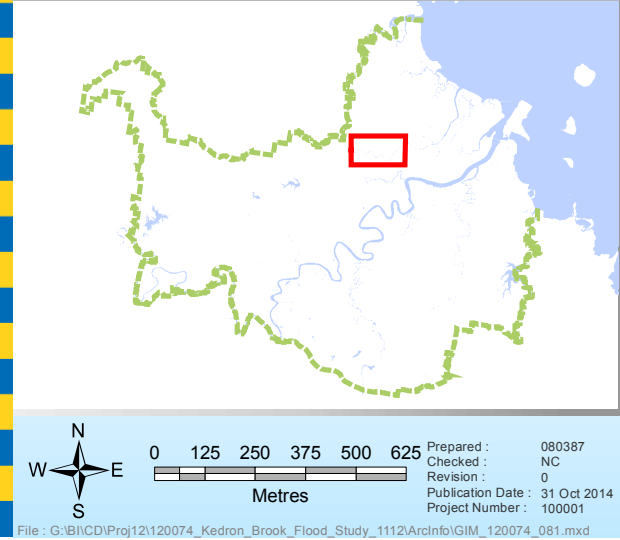 N
W E
S
0 125 250 375 500 625
Metres
Prepared : 080387
Checked : NC
Revision : 0
Publication Date : 31 Oct 2014
Project Number : 100001
File : G:\BI\CD\Proj12\120074_Kedron_Brook_Flood_Study_1112\ArcInfo\GIM_120074_081.mxd